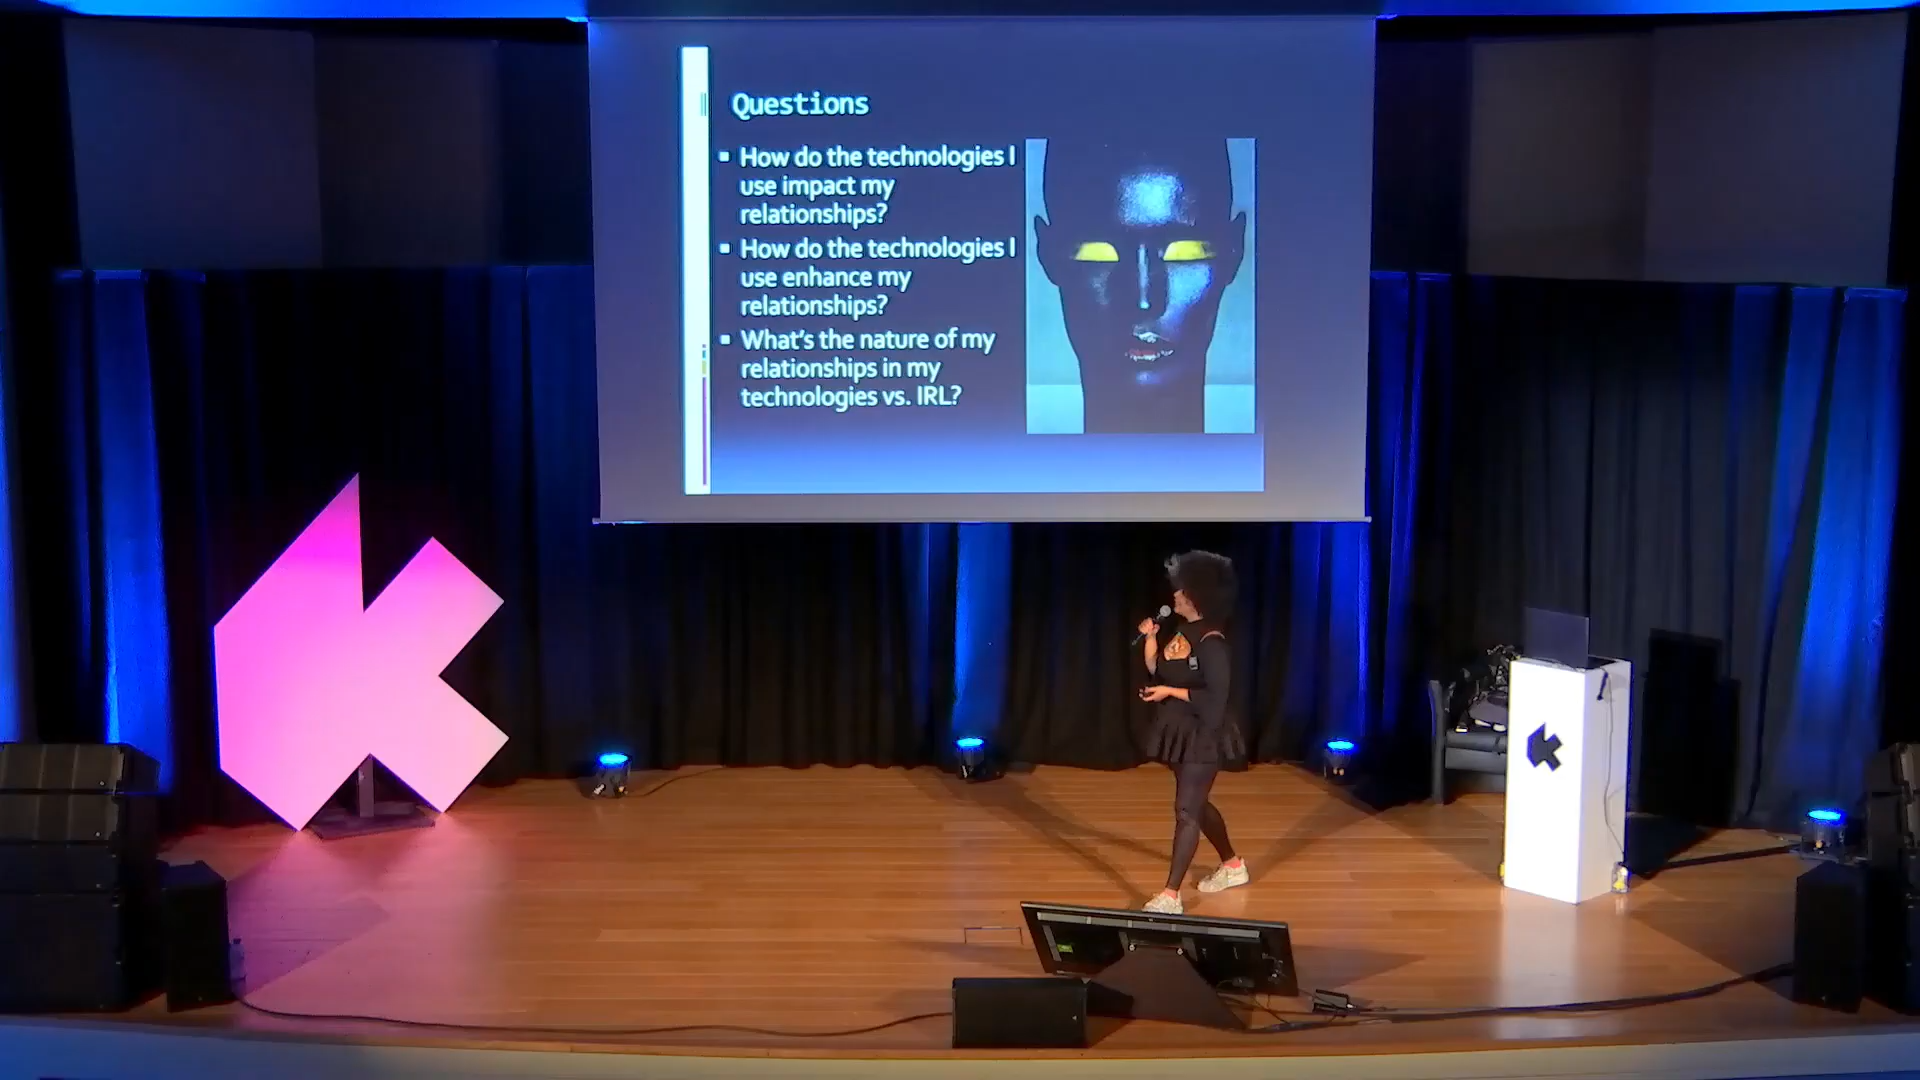 Questions
How do the technologies I
use impact my
relationships?
How do the technologies I
use enhance my
relationships?
What's the nature of my
relationships in my
technologies vs. IRL?